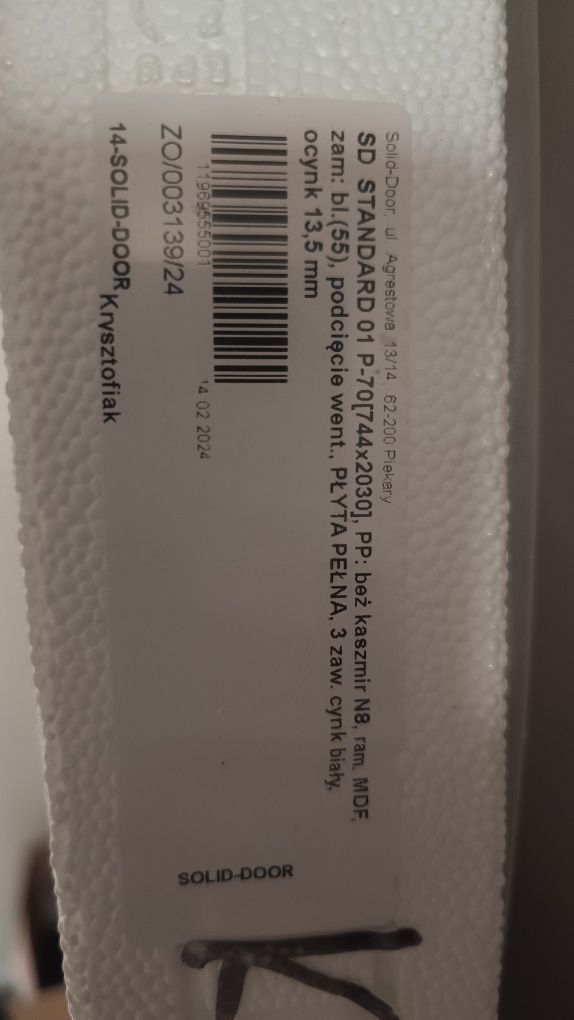 Solid-Door, ul. Agrestowa 13/14, 62-200 Piekary
SD STANDARD 01 P-70[744x2030], PP: beż kaszmir N8, ram. MDF,
zam: bl.(55), podcięcie went., PŁYTA PEŁNA, 3 zaw. cynk biały,
ocynk 13,5 mm
11969555001
14 02 2024
ZO/003139/24
14-SOLID-DOOR Krysztofiak
SOLID-DOOR
K